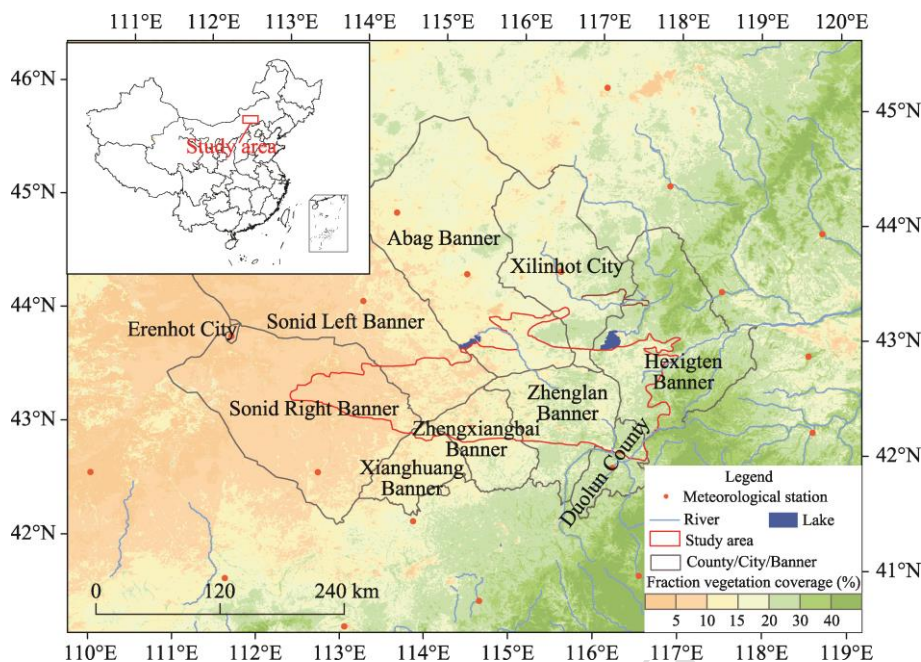 111°E 112°E 113°E 114°E 115°E 116°E 117°E 118°E 119°E 120°E
46°N
45°N
44°N
43°N
42°N
45°N
44°N
43°N
42°N
41°N
Study area
Abag Banner
Xilinhot City
Erenhot City
Sonid Left Banner
Hexigten
Banner
Sonid Right Banner
Zhenglan
Banner
Zhengxiangbai
Banner
Xianghuang
Banner
Duolun County
Legend
Meteorological station
River
Lake
Study area
County/City/Banner
Fraction vegetation coverage (%)
5 10 15 20 30 40
0 120 240 km
110°E 111°E 112°E 113°E 114°E 115°E 116°E 117°E 118°E 119°E